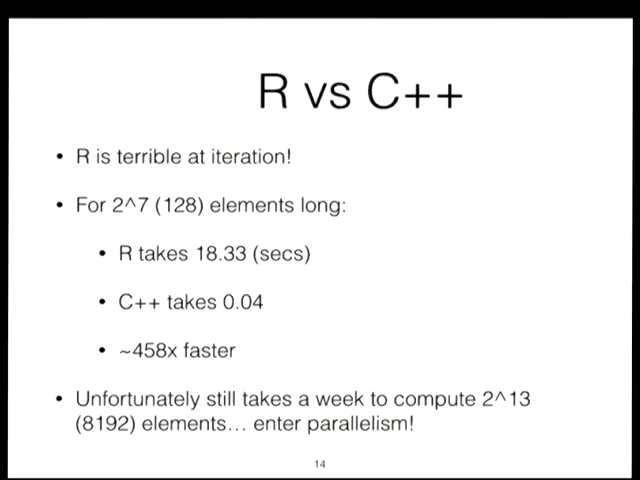 R vs C++
• R is terrible at iteration!
• For 2^7 (128) elements long:
• R takes 18.33 (secs)
• C++ takes 0.04
• ~458x faster
• Unfortunately still takes a week to compute 2^13
(8192) elements... enter parallelism!
14